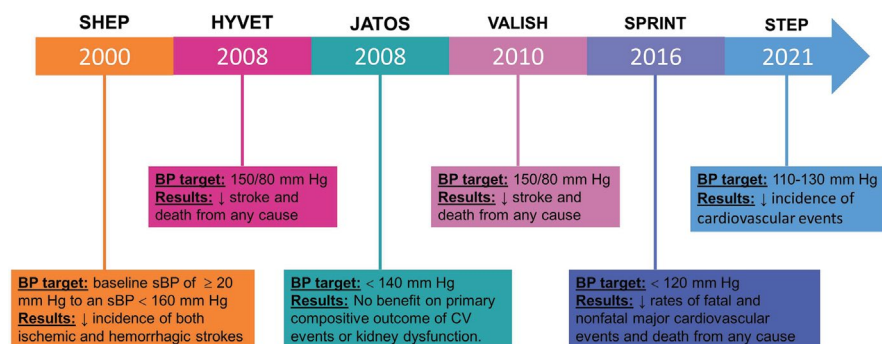 SHEP
HYVET
JATOS
VALISH
SPRINT
STEP
2000
2008
2008
2010
2016
2021
BP target: 150/80 mm Hg
Results: ↓ stroke and
death from any cause
BP target: 150/80 mm Hg
Results: ↓ stroke and
death from any cause
BP target: 110-130 mm Hg
Results: ↓ incidence of
cardiovascular events
BP target: baseline sBP of ≥ 20
mm Hg to an sBP < 160 mm Hg
Results: ↓ incidence of both
ischemic and hemorrhagic strokes
BP target: < 140 mm Hg
Results: No benefit on primary
compositive outcome of CV
events or kidney dysfunction.
BP target: < 120 mm Hg
Results: ↓ rates of fatal and
nonfatal major cardiovascular
events and death from any cause